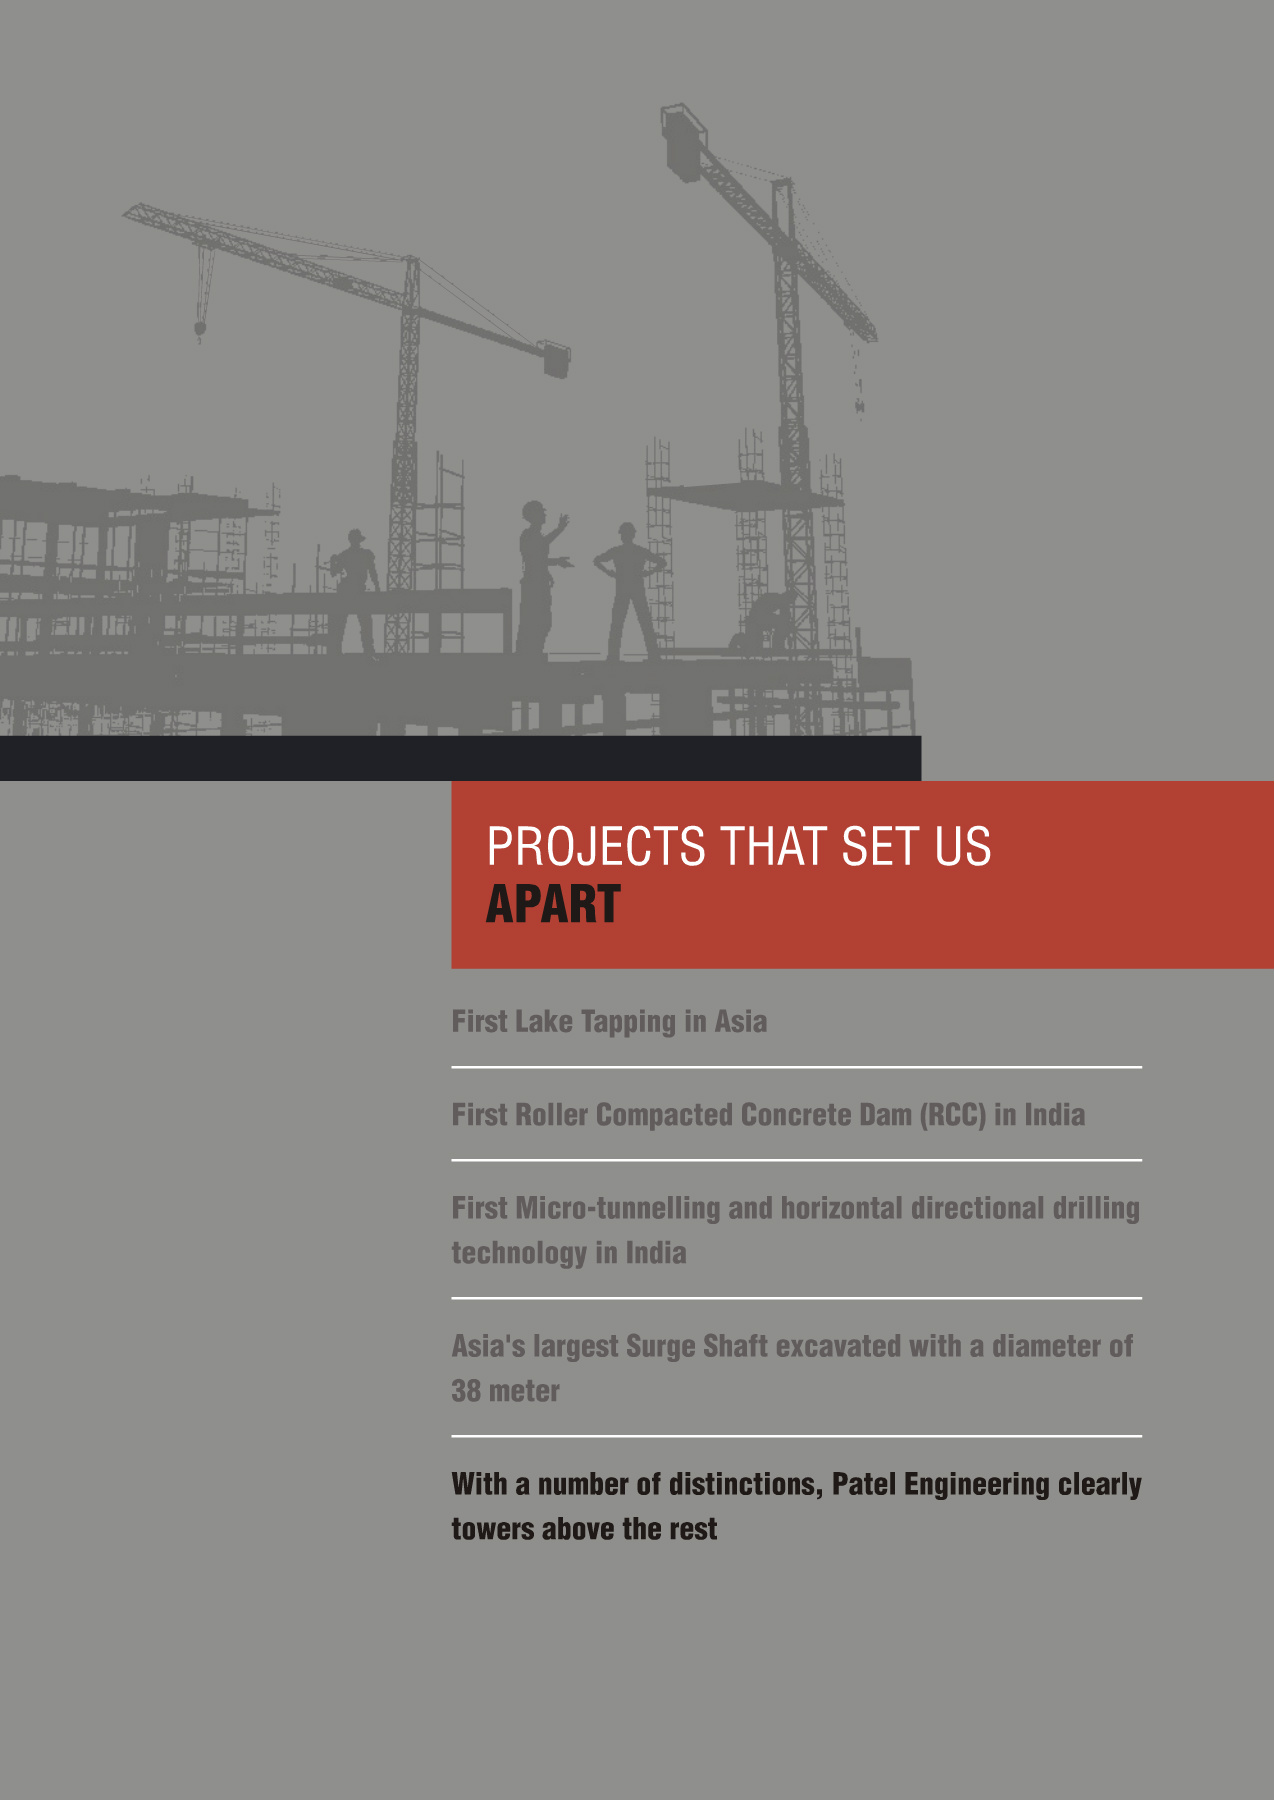 PROJECTS THAT SET US
APART
First Lake Tapping in Asia
First Roller Compacted Concrete Dam (RCC) in India
First Micro-tunnelling and horizontal directional drilling
technology in India
Asia's largest Surge Shaft excavated with a diameter of
38 meter
With a number of distinctions, Patel Engineering clearly
towers above the rest